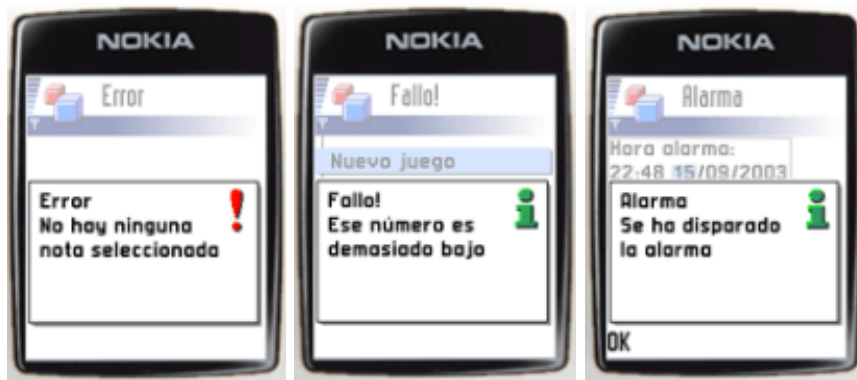 NOKIA
Error
Error
No hay ninguna
nota seleccionada
NOKIA
Fallo!
Nuevo juego
Fallo!
Ese número es
demasiado bajo
NOKIA
Alarma
Hora alarma:
22:48 15/09/2003
Alarma
Se ha disparado
la alarma
OK